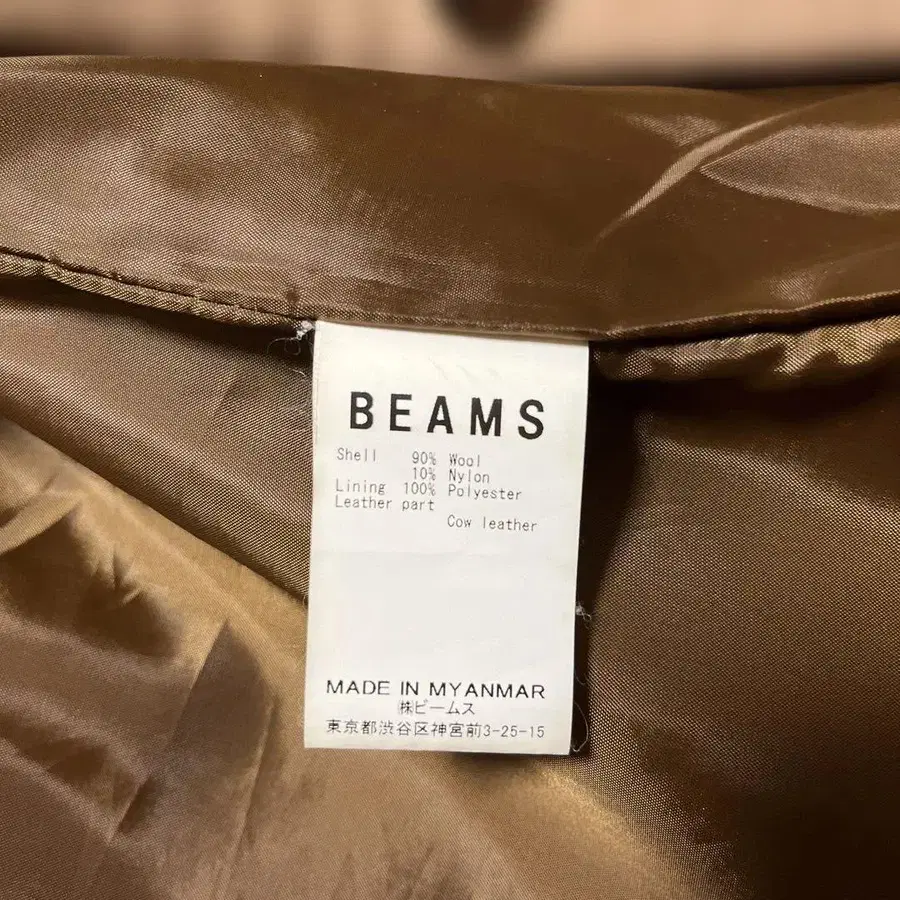 BEAMS
Shell 90% Wool
10% Nylon
Lining 100% Polyester
Leather part
Cow leather
MADE IN MYANMAR
㈱ビームス
東京都渋谷区神宮前3-25-15